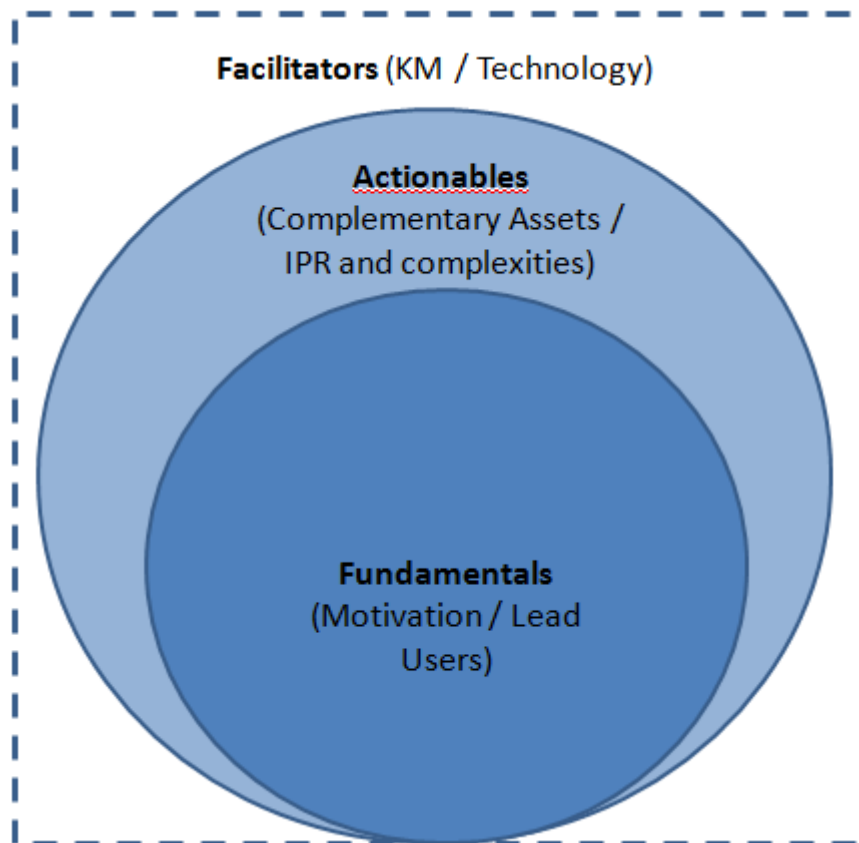 Facilitators (KM / Technology)
Actionables
(Complementary Assets /
IPR and complexities)
Fundamentals
(Motivation / Lead
Users)